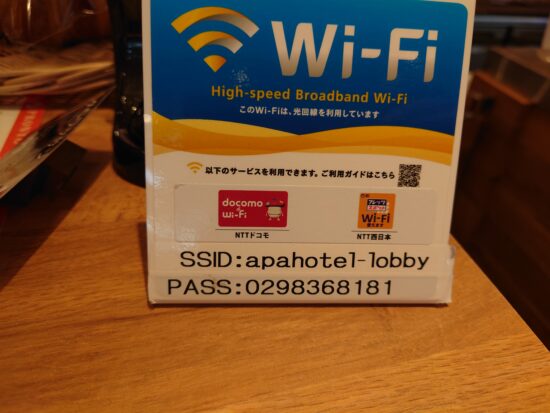 Wi-Fi
High-speed Broadband Wi-Fi
このWi-Fiは、光回線を利用しています
以下のサービスを利用できます。ご利用ガイドはこちら
docomo
Wi-Fi
Wi-Fi
NTTドコモ
NTT西日本
SSID:apahotel-lobby
PASS:0298368181